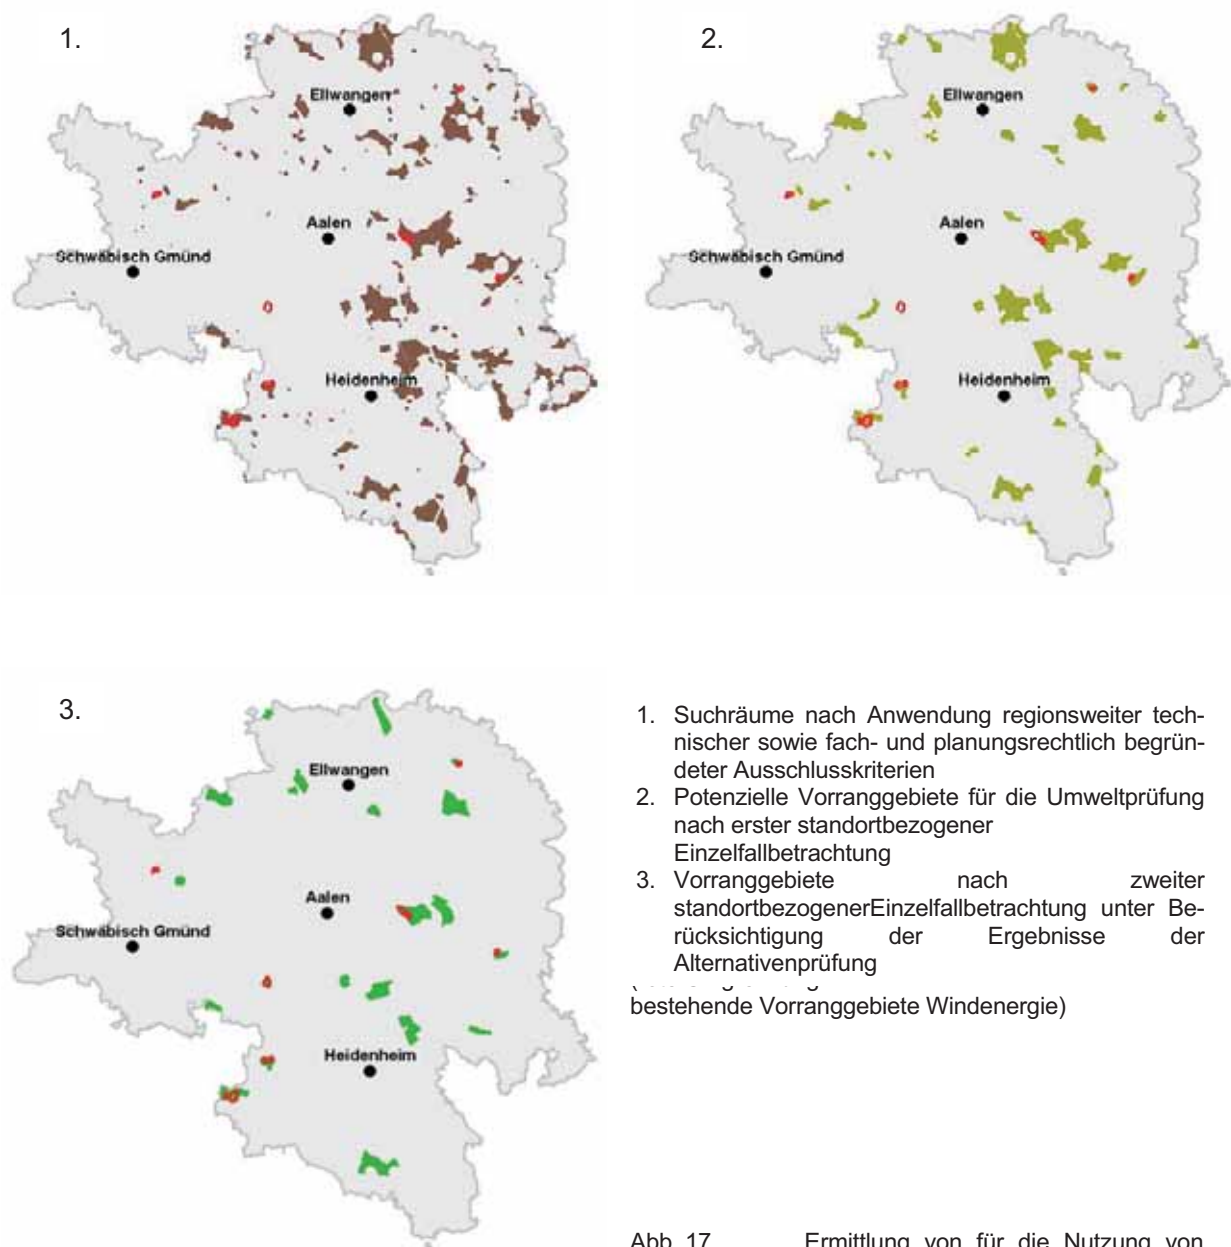 1.
Ellwangen
Aalen
Schwäbisch Gmünd
Heidenheim
2.
Ellwangen
Aalen
Schwäbisch Gmünd
Heidenheim
3.
Ellwangen
Aalen
Schwäbisch Gmünd
Heidenheim
1. Suchräume nach Anwendung regionsweiter tech-
nischer sowie fach- und planungsrechtlich begrün-
deter Ausschlusskriterien
2. Potenzielle Vorranggebiete für die Umweltprüfung
nach erster standortbezogener
Einzelfallbetrachtung
3. Vorranggebiete nach zweiter
standortbezogenerEinzelfallbetrachtung unter Be-
rücksichtigung der Ergebnisse der
Alternativenprüfung
bestehende Vorranggebiete Windenergie)
Abb. 17 Ermittlung von für die Nutzung von